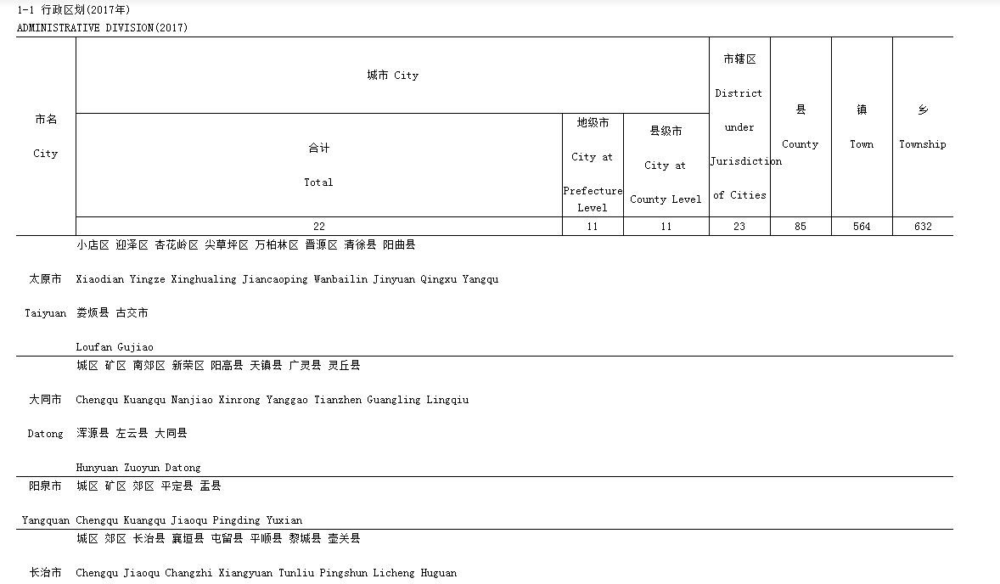 1-1 行政区划(2017年)
ADMINISTRATIVE DIVISION(2017)
市名
City
城市 City
合计
Total
地级市
City at
Prefecture
Level
县级市
City at
County Level
市辖区
District
under
Jurisdiction
of Cities
县
County
镇
Town
乡
Township
22 11 11 23 85 564 632
小店区 迎泽区 杏花岭区 尖草坪区 万柏林区 晋源区 清徐县 阳曲县
太原市 Xiaodian Yingze Xinghualing Jiancaoping Wanbailin Jinyuan Qingxu Yangqu
Taiyuan 娄烦县 古交市
Loufan Gujiao
城区 矿区 南郊区 新荣区 阳高县 天镇县 广灵县 灵丘县
大同市 Chengqu Kuangqu Nanjiao Xinrong Yanggao Tianzhen Guangling Lingqiu
Datong 浑源县 左云县 大同县
Hunyuan Zuoyun Datong
阳泉市 城区 矿区 郊区 平定县 盂县
Yangquan Chengqu Kuangqu Jiaoqu Pingding Yuxian
城区 郊区 长治县 襄垣县 屯留县 平顺县 黎城县 壶关县
长治市 Chengqu Jiaoqu Changzhi Xiangyuan Tunliu Pingshun Licheng Huguan